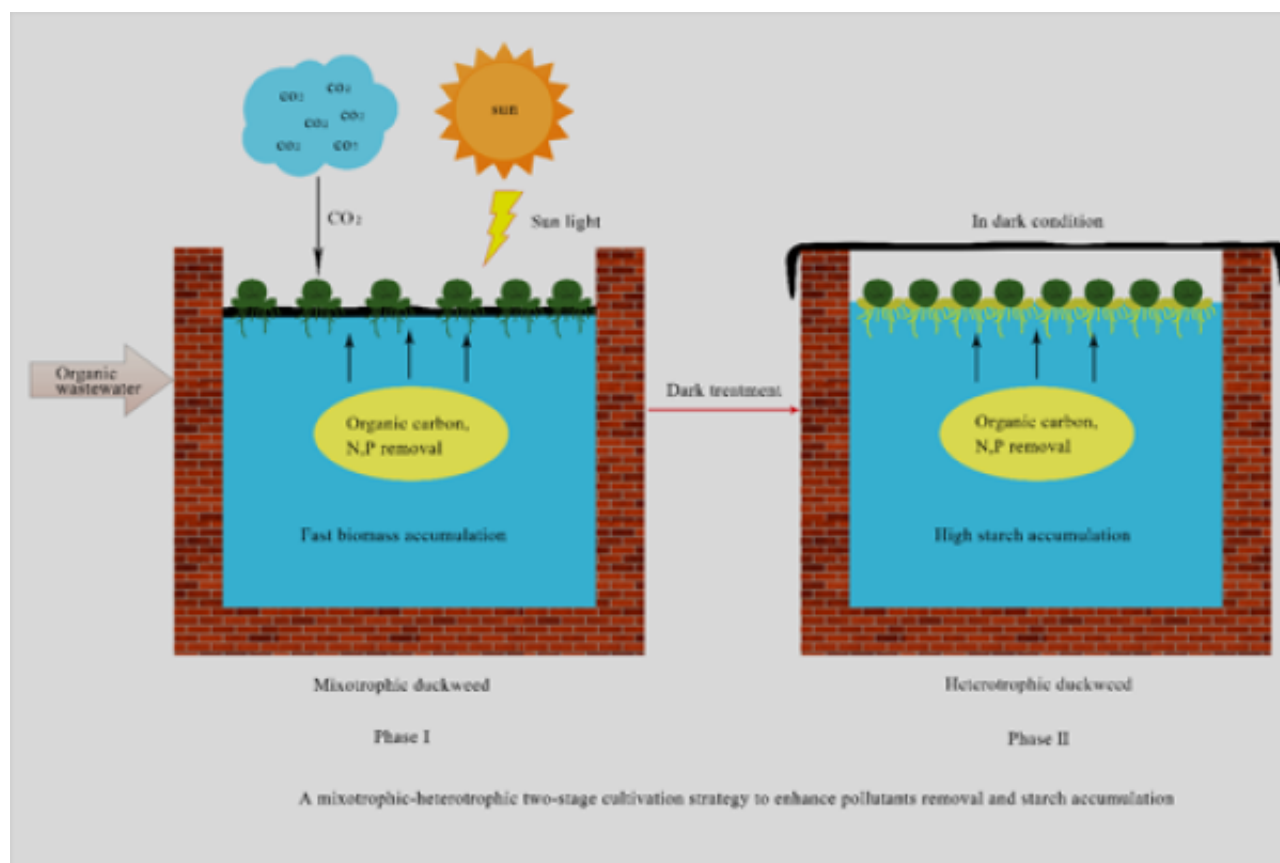 CO2
CO2
CO2
CO2
CO2
CO2
sun
CO2
Sun light
In dark condition
Organic
wastewater
Dark treatment
Organic carbon,
N,P removal
Organic carbon,
N,P removal
Fast biomass accumulation
High starch accumulation
Mixotrophic duckweed
Heterotrophic duckweed
Phase I
Phase II
A mixotrophic-heterotrophic two-stage cultivation strategy to enhance pollutants removal and starch accumulation